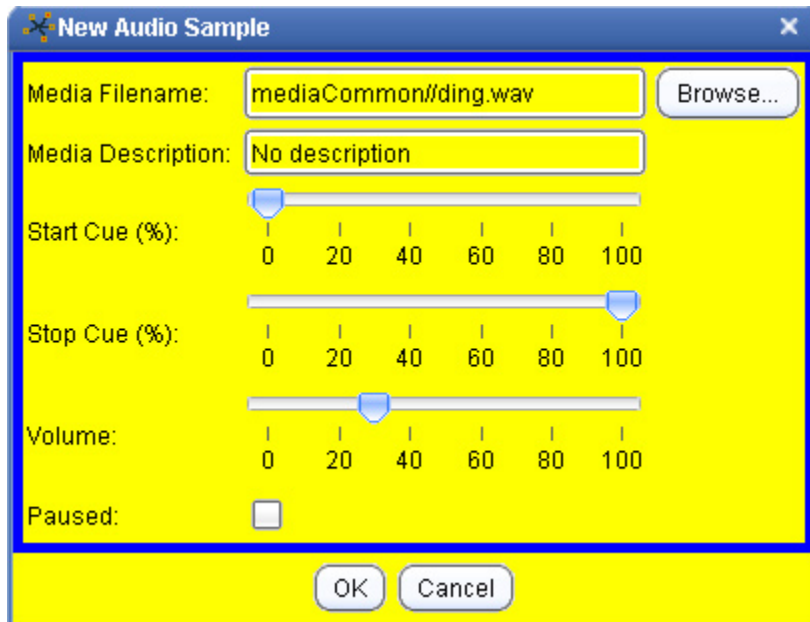 New Audio Sample
Media Filename: mediaCommon//ding.wav Browse...
Media Description: No description
Start Cue (%):
0 20 40 60 80 100
Stop Cue (%):
0 20 40 60 80 100
Volume:
0 20 40 60 80 100
Paused:
OK Cancel